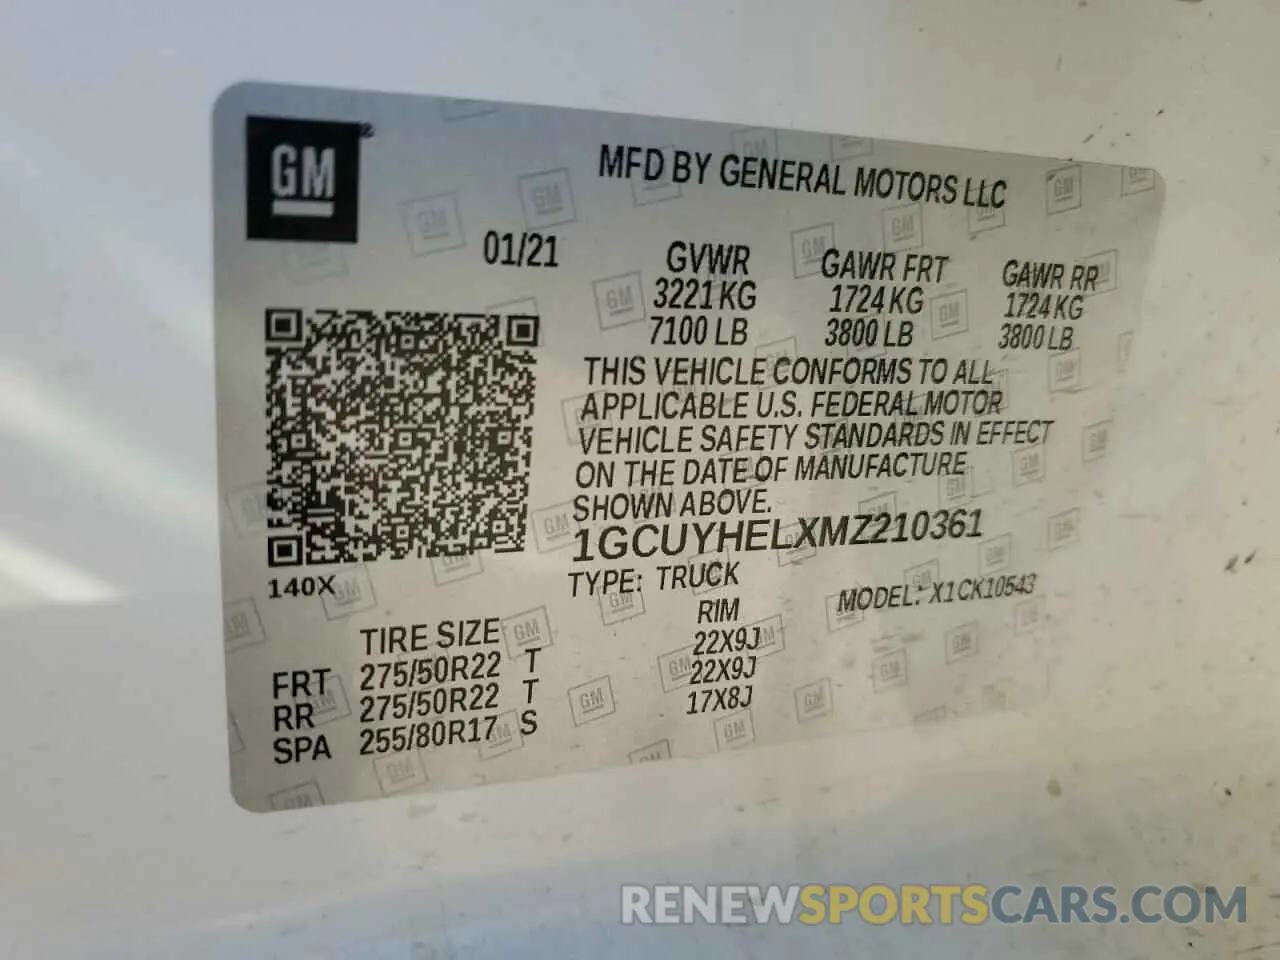 GM
MFD BY GENERAL MOTORS LLC
01/21 GVWR GAWR FRT GAWR RR
3221 KG 1724 KG 1724 KG
7100 LB 3800 LB 3800 LB
THIS VEHICLE CONFORMS TO ALL
APPLICABLE U.S. FEDERAL MOTOR
VEHICLE SAFETY STANDARDS IN EFFECT
ON THE DATE OF MANUFACTURE
SHOWN ABOVE.
1GCUYHELXMZ210361
140X
TYPE: TRUCK MODEL: X1CK10543
TIRE SIZE RIM
FRT 275/50R22 T 22X9J
RR 275/50R22 T 22X9J
SPA 255/80R17 S 17X8J
RENEWSPORTSCARS.COM